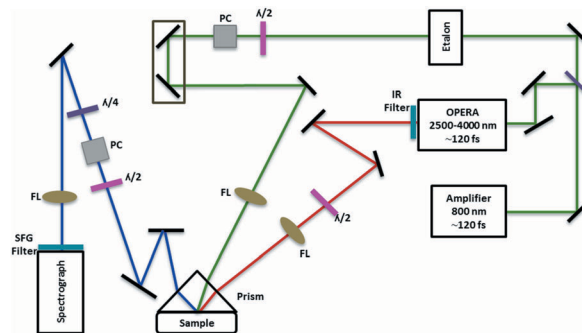 PC
λ/2
Etalon
IR
Filter
OPERA
2500-4000 nm
~120 fs
λ/4
PC
λ/2
FL
FL
λ/2
FL
Amplifier
800 nm
~120 fs
SFG
Filter
Spectrograph
Prism
Sample